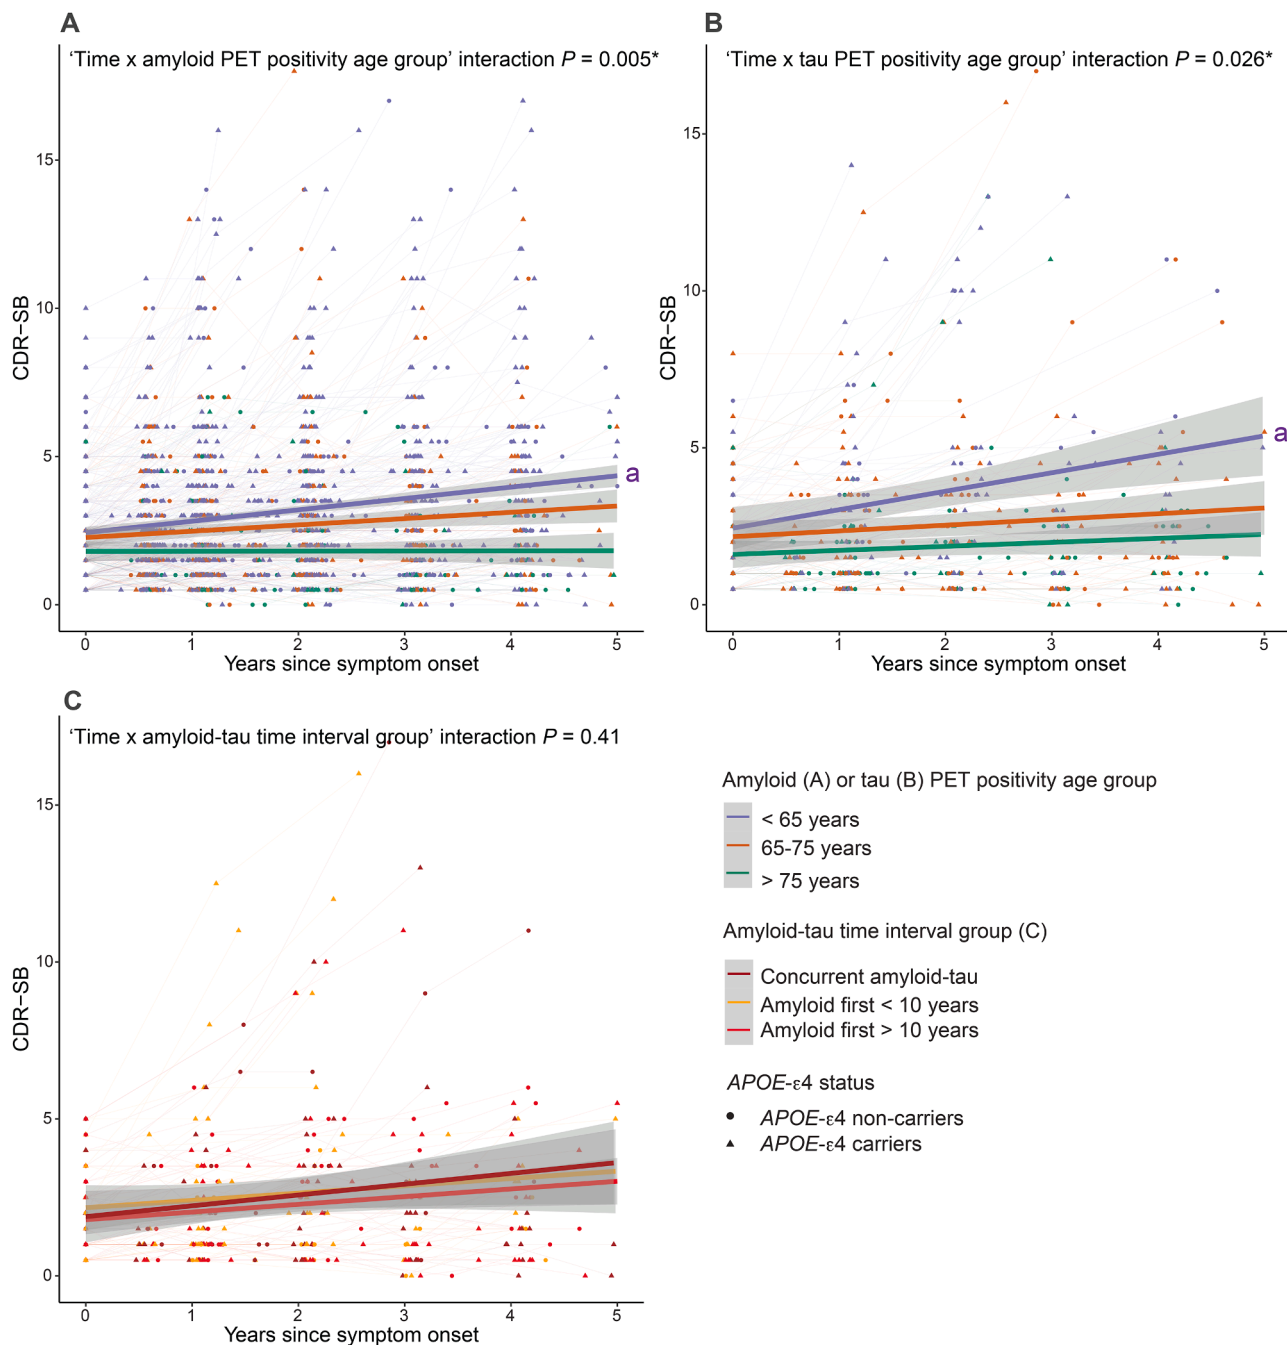 A
‘Time x amyloid PET positivity age group’ interaction P = 0.005*
CDR−SB
15
10
5
0
a
0 1 2 3 4 5
Years since symptom onset
B
‘Time x tau PET positivity age group’ interaction P = 0.026*
CDR−SB
15
10
5
0
a
0 1 2 3 4 5
Years since symptom onset
C
‘Time x amyloid-tau time interval group’ interaction P = 0.41
CDR−SB
15
10
5
0
0 1 2 3 4 5
Years since symptom onset
Amyloid (A) or tau (B) PET positivity age group
< 65 years
65-75 years
> 75 years
Amyloid-tau time interval group (C)
Concurrent amyloid-tau
Amyloid first < 10 years
Amyloid first > 10 years
APOE-ε4 status
APOE-ε4 non-carriers
APOE-ε4 carriers